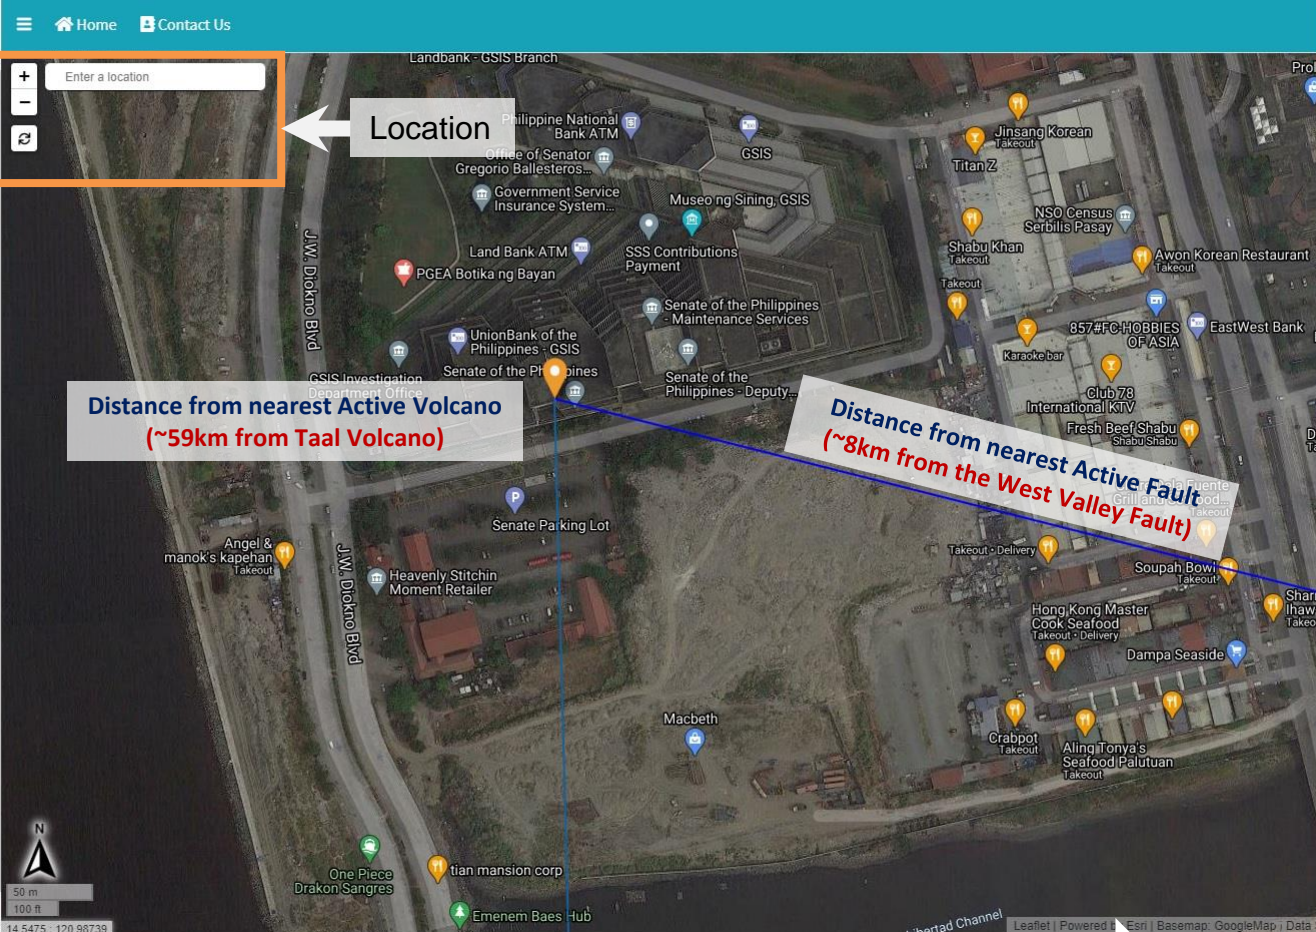 Home
Contact Us
+
Enter a location
−
Location
Landbank - GSIS Branch
Philippine National
Bank ATM
GSIS
Jinsang Korean
Takeout
Titan Z
Office of Senator
Gregorio Ballesteros...
Government Service
Insurance System...
Museo ng Sining, GSIS
NSO Census
Serbilis Pasay
Land Bank ATM
SSS Contributions
Payment
Shabu Khan
Takeout
Awon Korean Restaurant
Takeout
PGEA Botika ng Bayan
Takeout
J.W. Diokno Blvd
Senate of the Philippines
- Maintenance Services
857#FC-HOBBIES
OF ASIA
EastWest Bank
UnionBank of the
Philippines - GSIS
Karaoke bar
GSIS Investigation
Department Office
Senate of the Philippines
Senate of the
Philippines - Deputy...
Club 78
International KTV
Distance from nearest Active Volcano
(~59km from Taal Volcano)
Distance from nearest Active Fault
(~8km from the West Valley Fault)
Fresh Beef Shabu
Shabu Shabu
Fuente
Takeout
P
Senate Parking Lot
Angel &
manok's kapehan
Takeout
J.W. Diokno Blvd
Heavenly Stitchin
Moment Retailer
Takeout • Delivery
Soupah Bowl
Takeout
Hong Kong Master
Cook Seafood
Takeout • Delivery
Dampa Seaside
Macbeth
Crabpot
Takeout
Aling Tonya's
Seafood Palutuan
Takeout
N
One Piece
Drakon Sangres
tian mansion corp
Emenem Baes Hub
50 m
100 ft
14.5475 : 120.98739
Channel
Leaflet | Powered by Esri | Basemap: GoogleMap | Data